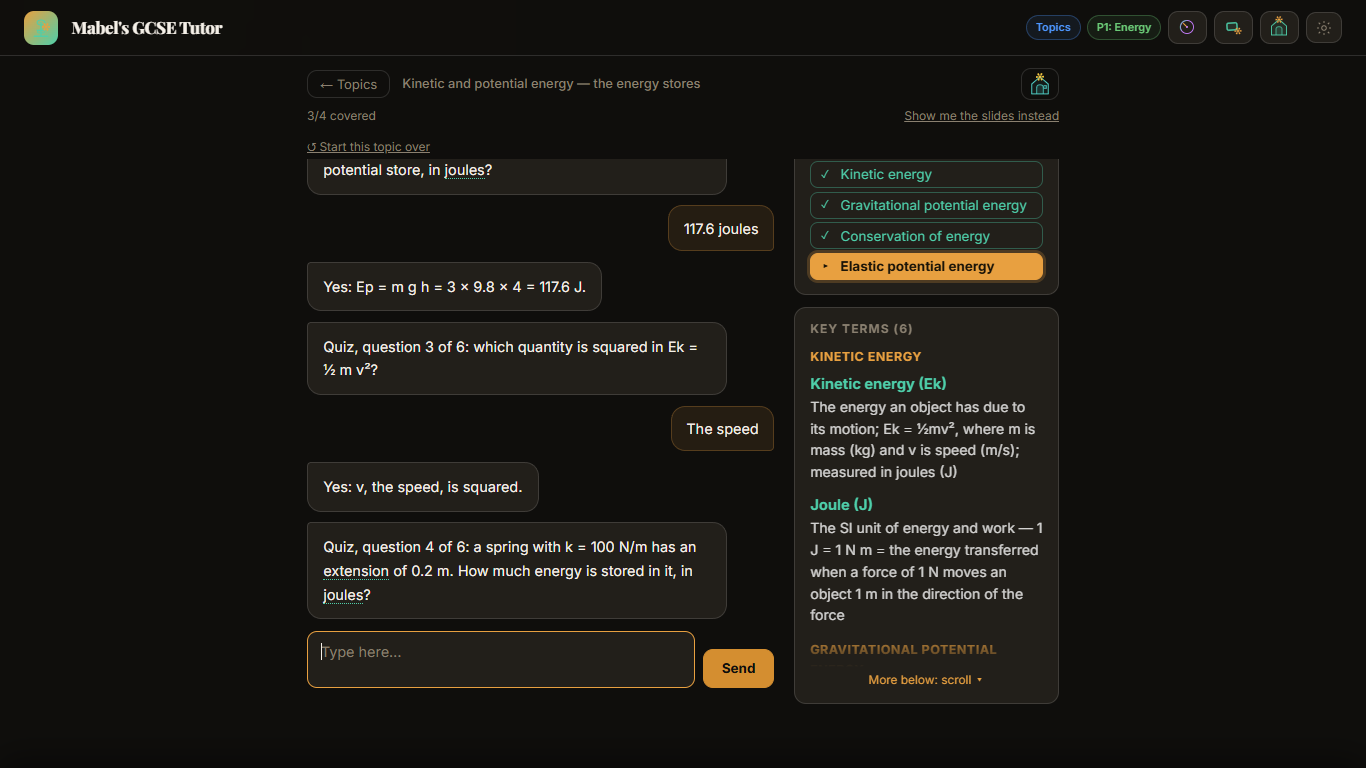 Mabel's GCSE Tutor
Topics
P1: Energy
← Topics
Kinetic and potential energy — the energy stores
3/4 covered
Show me the slides instead
↺ Start this topic over
potential store, in joules?
117.6 joules
Yes: Ep = m g h = 3 × 9.8 × 4 = 117.6 J.
Quiz, question 3 of 6: which quantity is squared in Ek =
½ m v²?
The speed
Yes: v, the speed, is squared.
Quiz, question 4 of 6: a spring with k = 100 N/m has an
extension of 0.2 m. How much energy is stored in it, in
joules?
Type here...
Send
✓ Kinetic energy
✓ Gravitational potential energy
✓ Conservation of energy
▸ Elastic potential energy
KEY TERMS (6)
KINETIC ENERGY
Kinetic energy (Ek)
The energy an object has due to
its motion; Ek = ½mv², where m is
mass (kg) and v is speed (m/s);
measured in joules (J)
Joule (J)
The SI unit of energy and work — 1
J = 1 N m = the energy transferred
when a force of 1 N moves an
object 1 m in the direction of the
force
GRAVITATIONAL POTENTIAL
More below: scroll ▾